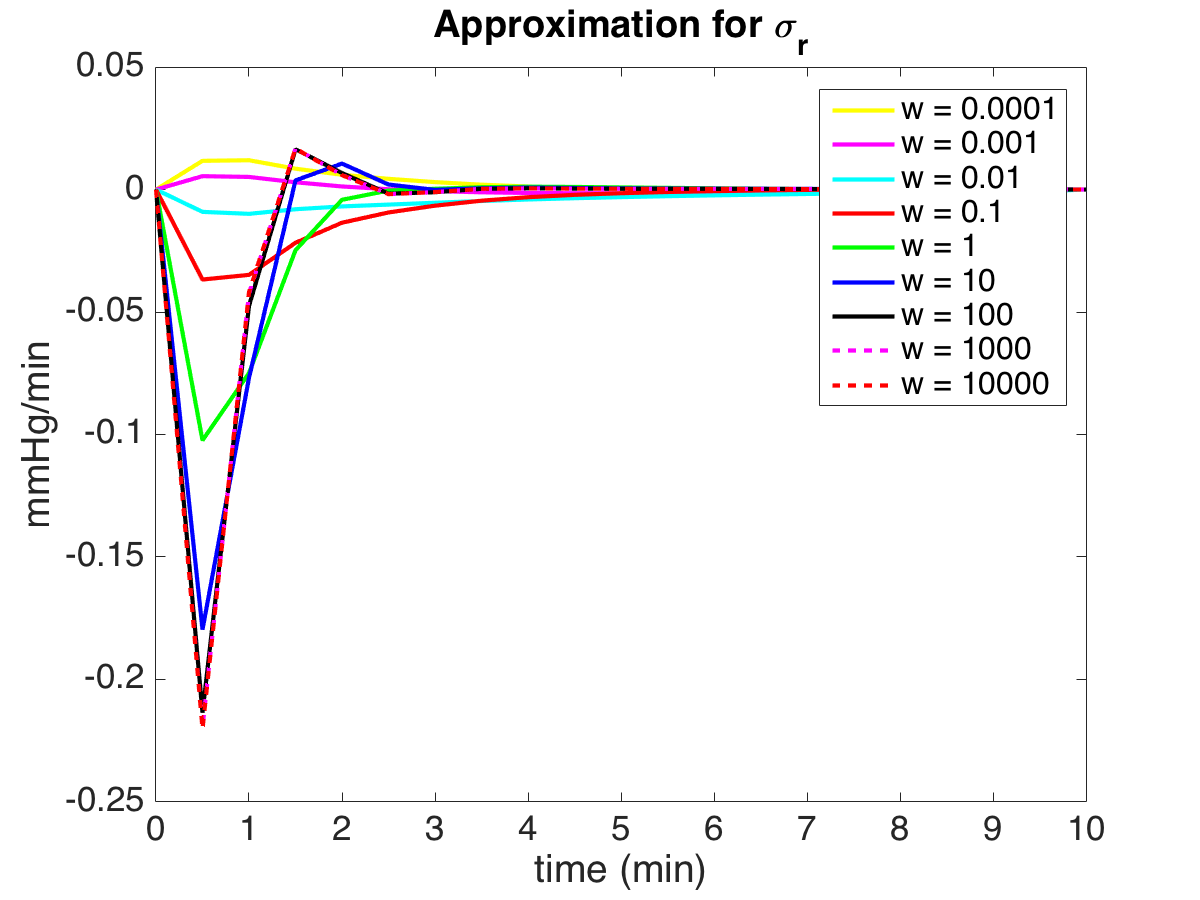 Approximation for σr
0.05
0
-0.05
-0.1
-0.15
-0.2
-0.25
mmHg/min
w = 0.0001
w = 0.001
w = 0.01
w = 0.1
w = 1
w = 10
w = 100
w = 1000
w = 10000
0 1 2 3 4 5 6 7 8 9 10
time (min)